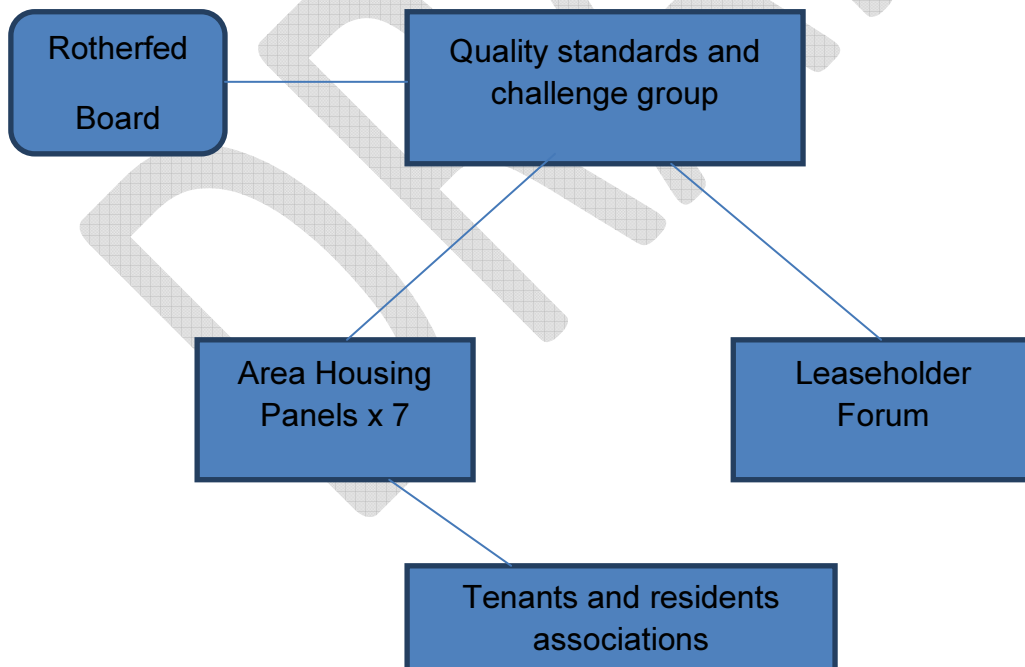 Rotherfed
Board
Quality standards and
challenge group
Area Housing
Panels x 7
Leaseholder
Forum
Tenants and residents
associations